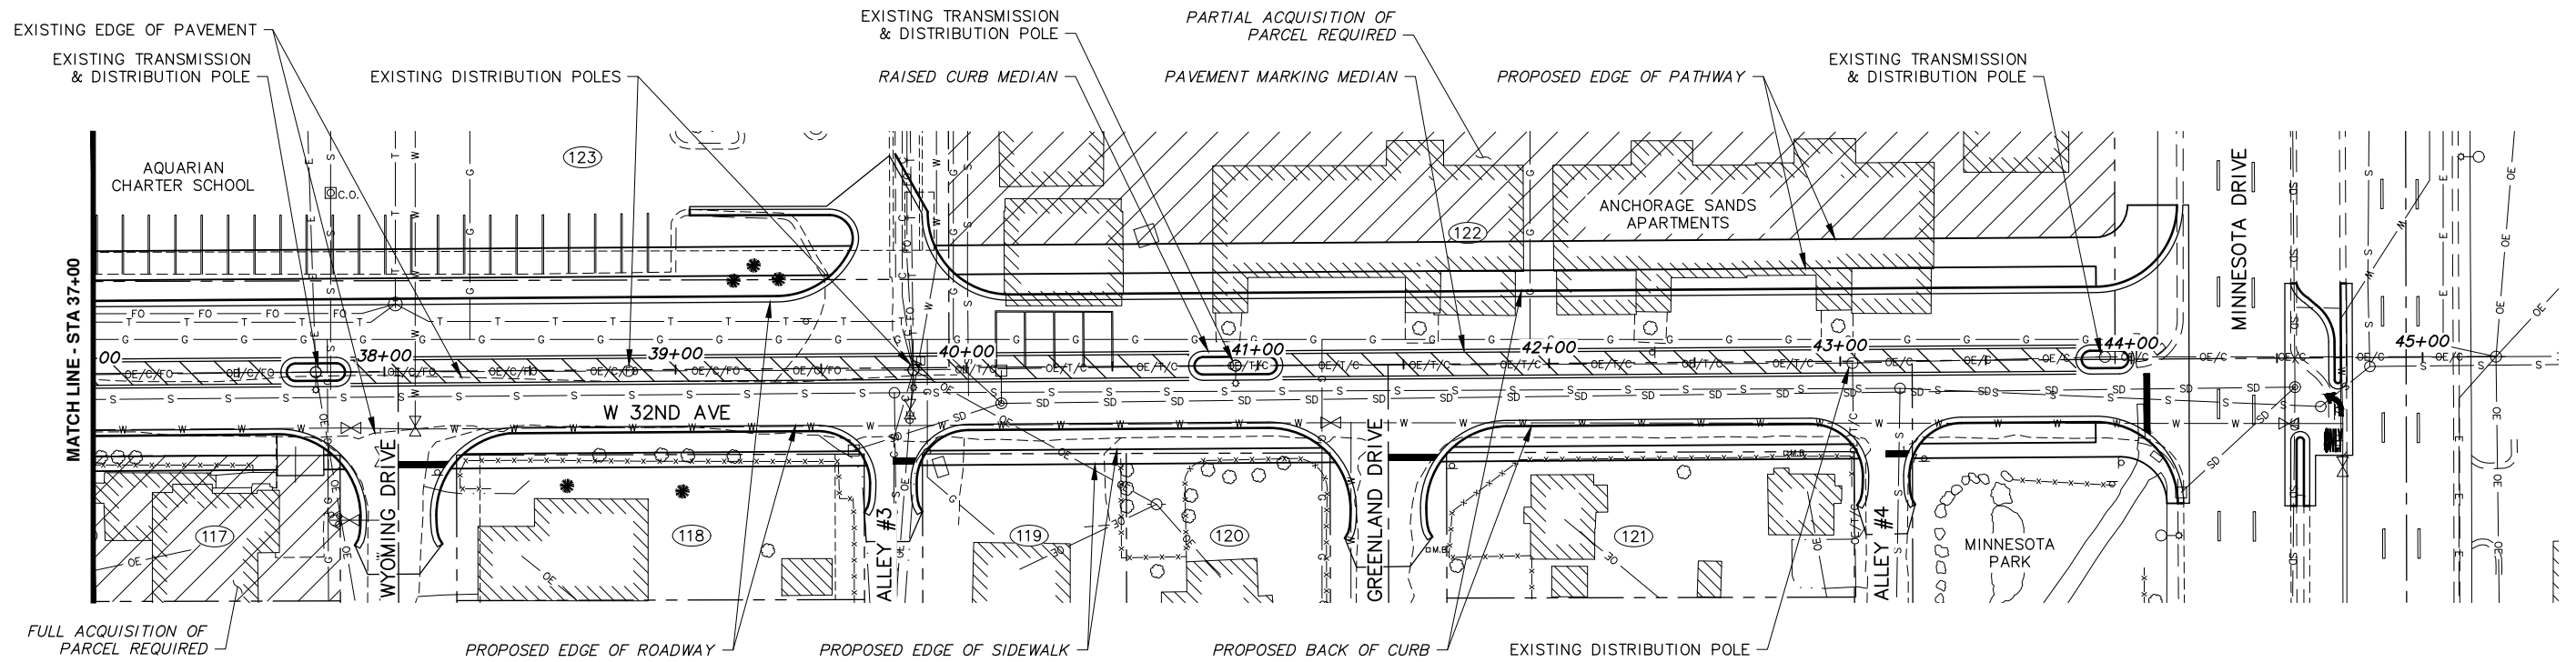 EXISTING EDGE OF PAVEMENT
EXISTING TRANSMISSION
& DISTRIBUTION POLE
EXISTING DISTRIBUTION POLES
EXISTING TRANSMISSION
& DISTRIBUTION POLE
RAISED CURB MEDIAN
PARTIAL ACQUISITION OF
PARCEL REQUIRED
PAVEMENT MARKING MEDIAN
PROPOSED EDGE OF PATHWAY
EXISTING TRANSMISSION
& DISTRIBUTION POLE
MATCH LINE - STA 37+00
AQUARIAN
CHARTER SCHOOL
C.O.
123
122
ANCHORAGE SANDS
APARTMENTS
MINNESOTA DRIVE
00
38+00
39+00
40+00
41+00
42+00
43+00
44+00
45+00
W 32ND AVE
WYOMING DRIVE
ALLEY #3
GREENLAND DRIVE
ALLEY #4
117
118
119
120
121
M.B.
M.B.
MINNESOTA
PARK
FULL ACQUISITION OF
PARCEL REQUIRED
PROPOSED EDGE OF ROADWAY
PROPOSED EDGE OF SIDEWALK
PROPOSED BACK OF CURB
EXISTING DISTRIBUTION POLE